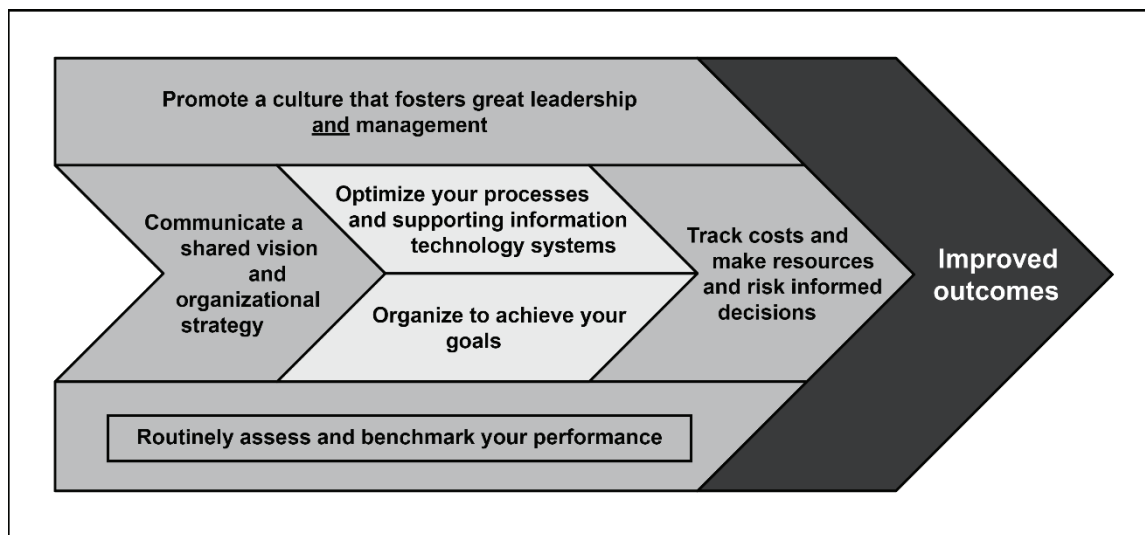 Promote a culture that fosters great leadership
and management
Communicate a
shared vision
and
organizational
strategy
Optimize your processes
and supporting information
technology systems
Organize to achieve your
goals
Track costs and
make resources
and risk informed
decisions
Improved
outcomes
Routinely assess and benchmark your performance